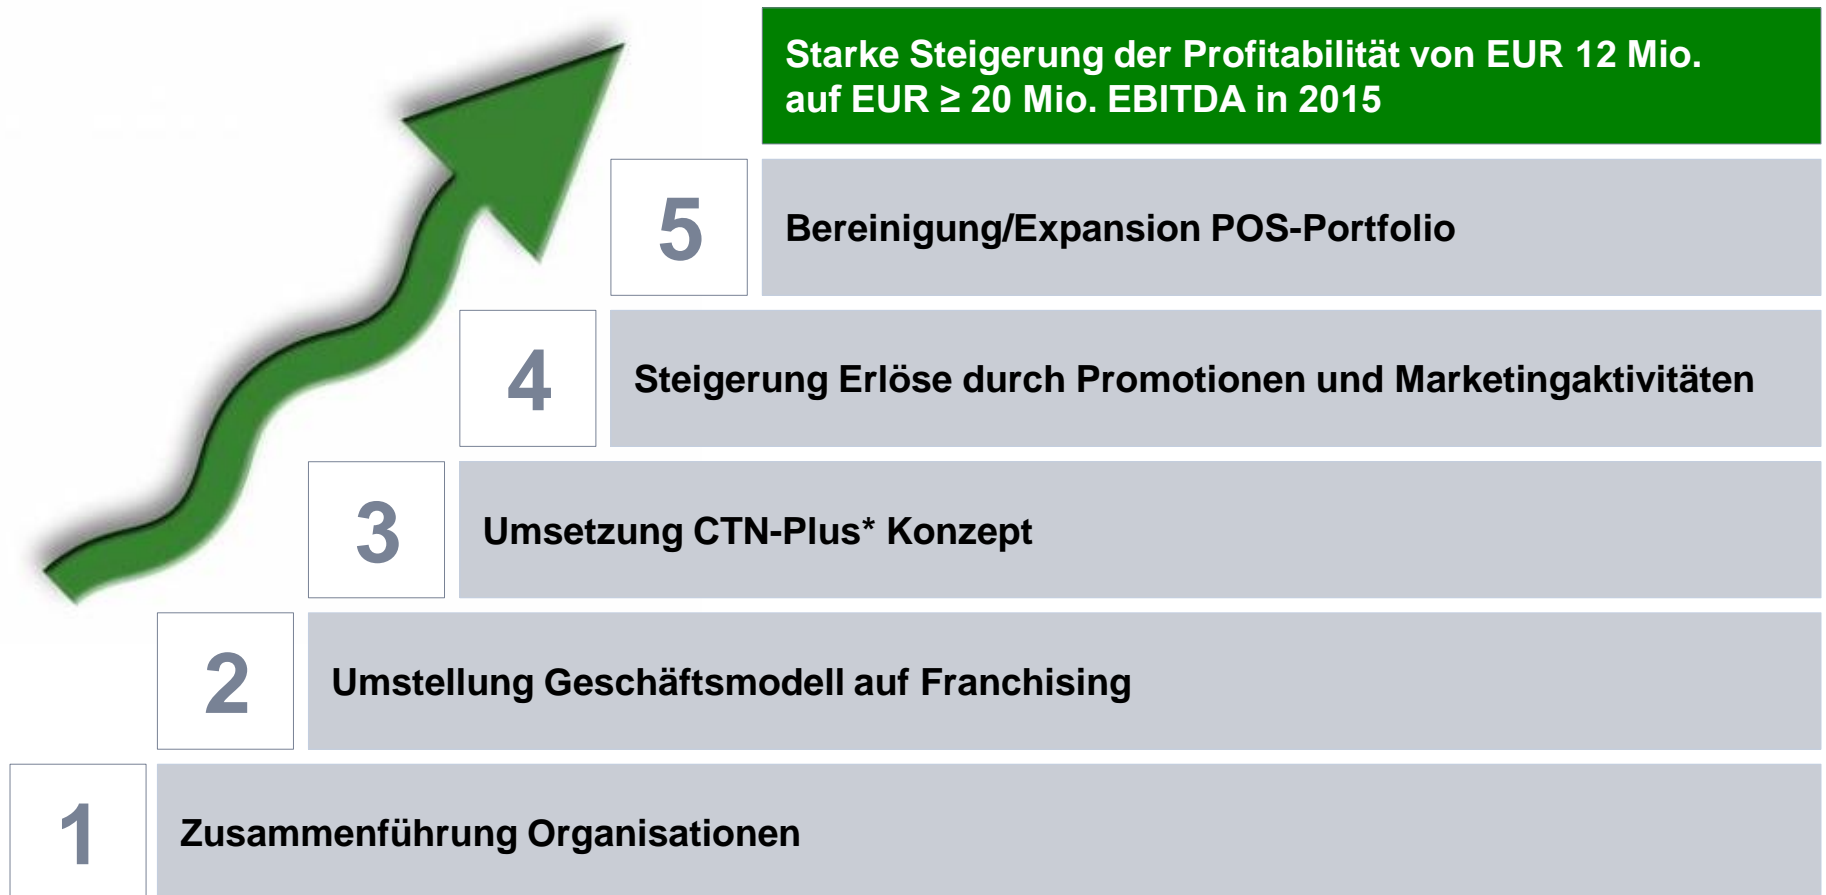 Starke Steigerung der Profitabilität von EUR 12 Mio.
auf EUR ≥ 20 Mio. EBITDA in 2015
5
Bereinigung/Expansion POS-Portfolio
4
Steigerung Erlöse durch Promotionen und Marketingaktivitäten
3
Umsetzung CTN-Plus* Konzept
2
Umstellung Geschäftsmodell auf Franchising
1
Zusammenführung Organisationen